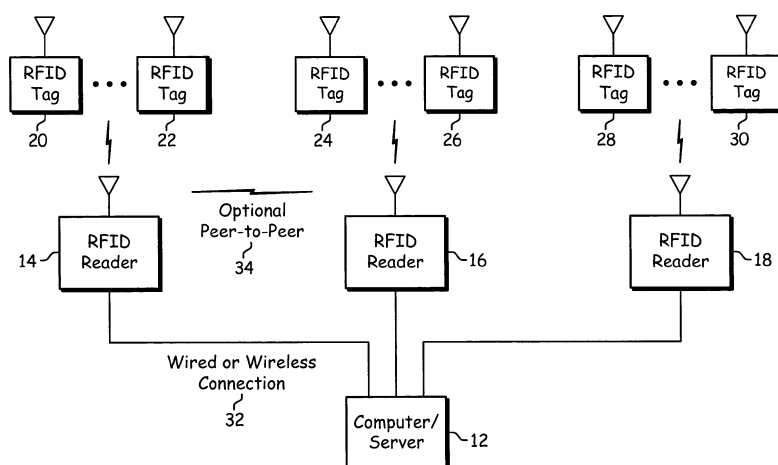 RFID Tag
RFID Tag
RFID Tag
RFID Tag
RFID Tag
RFID Tag
20
22
24
26
28
30
Optional
Peer-to-Peer
34
14
RFID
Reader
RFID
Reader
16
RFID
Reader
18
Wired or Wireless
Connection
32
Computer/
Server
12